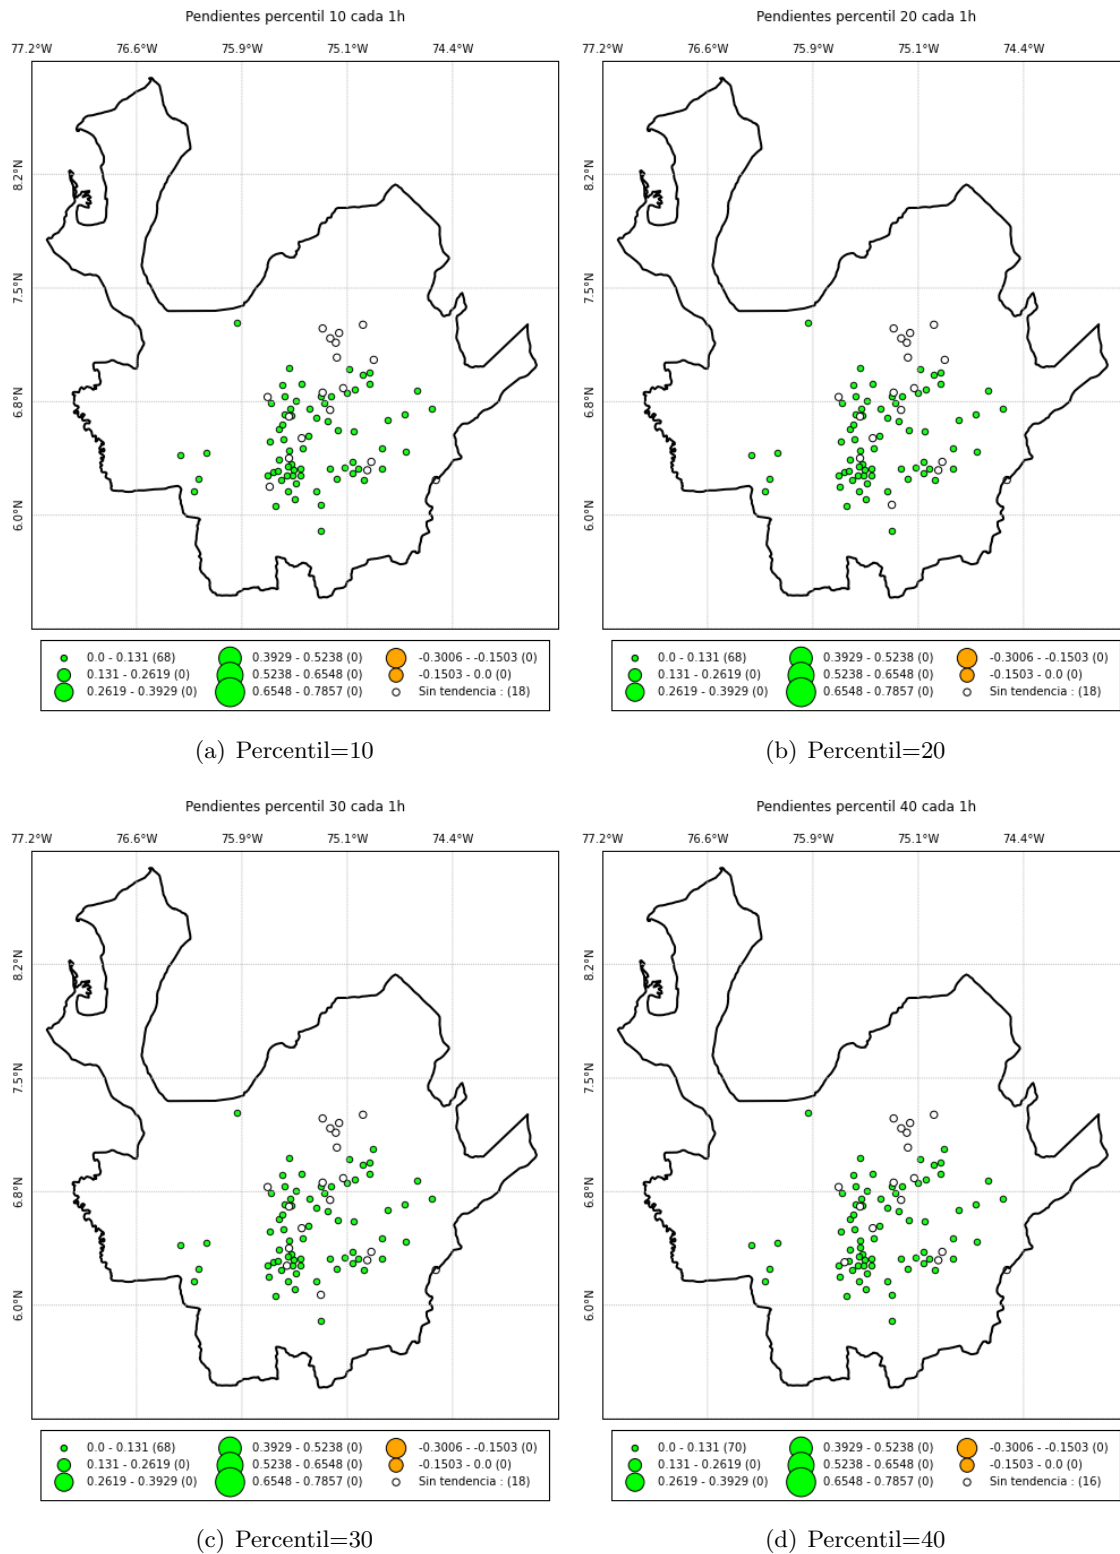 Pendientes percentil 10 cada 1h
77.2°W 76.6°W 75.9°W 75.1°W 74.4°W
8.2°N
7.5°N
6.8°N
6.0°N
0.0 - 0.131 (68) 0.3929 - 0.5238 (0) -0.3006 - -0.1503 (0)
0.131 - 0.2619 (0) 0.5238 - 0.6548 (0) -0.1503 - 0.0 (0)
0.2619 - 0.3929 (0) 0.6548 - 0.7857 (0) Sin tendencia : (18)
(a) Percentil=10
Pendientes percentil 20 cada 1h
77.2°W 76.6°W 75.9°W 75.1°W 74.4°W
8.2°N
7.5°N
6.8°N
6.0°N
0.0 - 0.131 (68) 0.3929 - 0.5238 (0) -0.3006 - -0.1503 (0)
0.131 - 0.2619 (0) 0.5238 - 0.6548 (0) -0.1503 - 0.0 (0)
0.2619 - 0.3929 (0) 0.6548 - 0.7857 (0) Sin tendencia : (18)
(b) Percentil=20
Pendientes percentil 30 cada 1h
77.2°W 76.6°W 75.9°W 75.1°W 74.4°W
8.2°N
7.5°N
6.8°N
6.0°N
0.0 - 0.131 (68) 0.3929 - 0.5238 (0) -0.3006 - -0.1503 (0)
0.131 - 0.2619 (0) 0.5238 - 0.6548 (0) -0.1503 - 0.0 (0)
0.2619 - 0.3929 (0) 0.6548 - 0.7857 (0) Sin tendencia : (18)
(c) Percentil=30
Pendientes percentil 40 cada 1h
77.2°W 76.6°W 75.9°W 75.1°W 74.4°W
8.2°N
7.5°N
6.8°N
6.0°N
0.0 - 0.131 (70) 0.3929 - 0.5238 (0) -0.3006 - -0.1503 (0)
0.131 - 0.2619 (0) 0.5238 - 0.6548 (0) -0.1503 - 0.0 (0)
0.2619 - 0.3929 (0) 0.6548 - 0.7857 (0) Sin tendencia : (16)
(d) Percentil=40